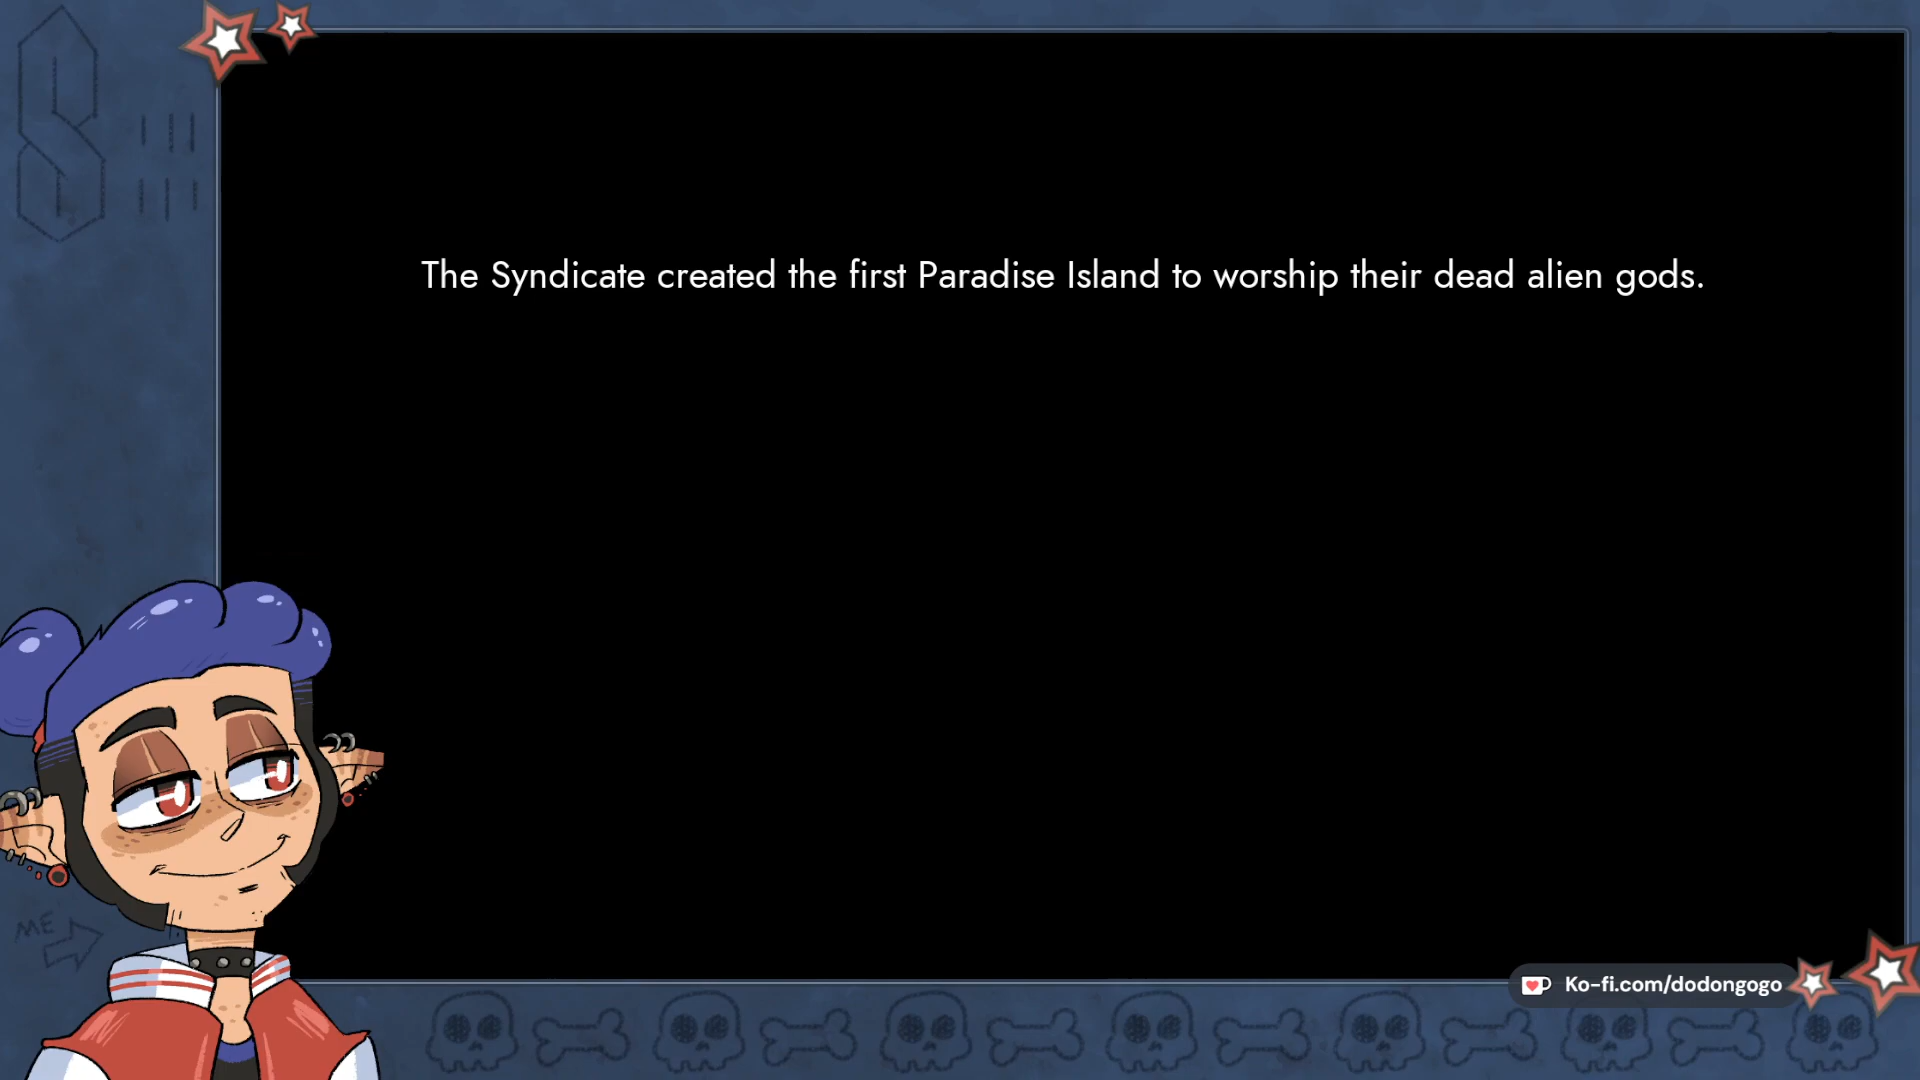 The Syndicate created the first Paradise Island to worship their dead alien gods.
ME
Ko-fi.com/dodongogo